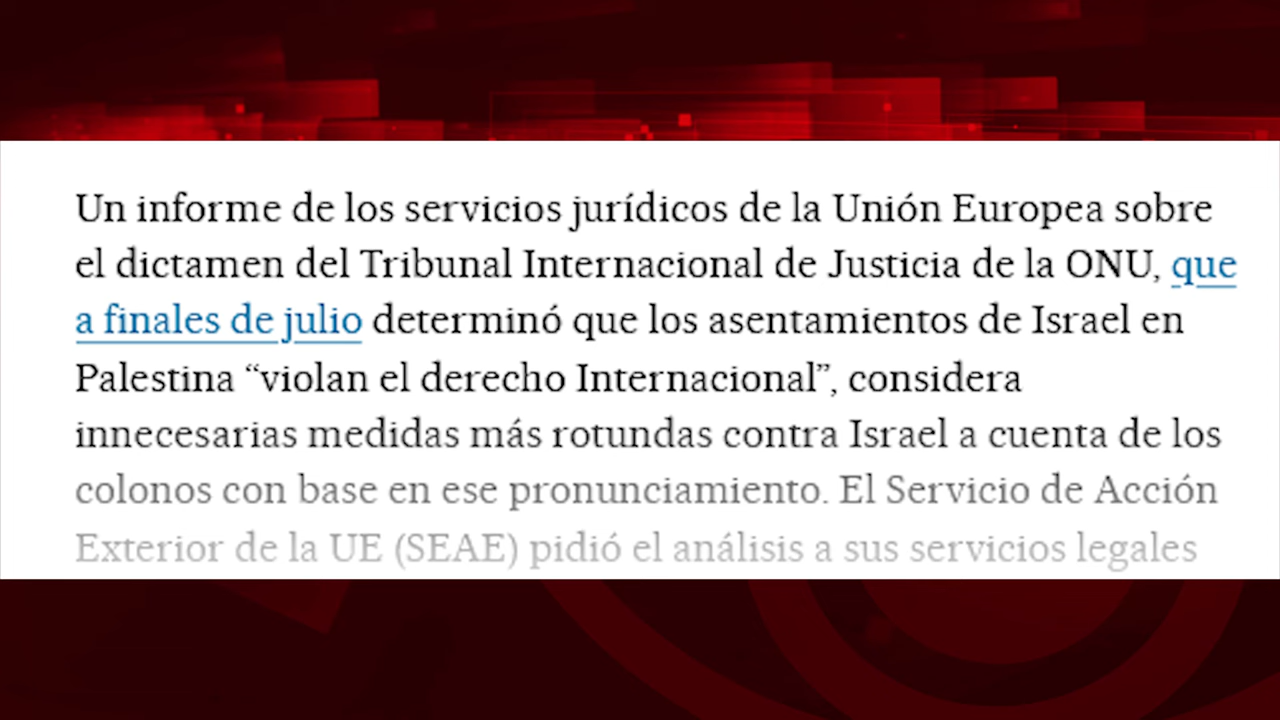 Un informe de los servicios jurídicos de la Unión Europea sobre
el dictamen del Tribunal Internacional de Justicia de la ONU, que
a finales de julio determinó que los asentamientos de Israel en
Palestina “violan el derecho Internacional”, considera
innecesarias medidas más rotundas contra Israel a cuenta de los
colonos con base en ese pronunciamiento. El Servicio de Acción
Exterior de la UE (SEAE) pidió el análisis a sus servicios legales